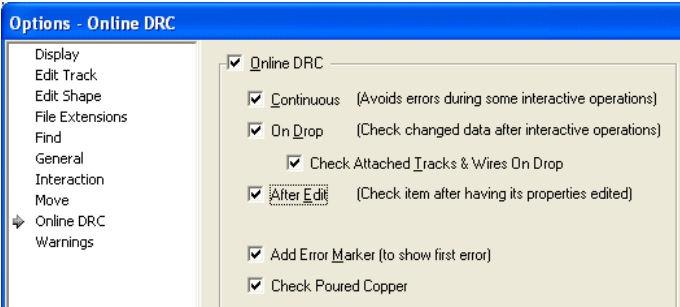 Options - Online DRC
Display
Edit Track
Edit Shape
File Extensions
Find
General
Interaction
Move
Online DRC
Warnings
Online DRC
Continuous (Avoids errors during some interactive operations)
On Drop (Check changed data after interactive operations)
Check Attached Tracks & Wires On Drop
After Edit (Check item after having its properties edited)
Add Error Marker (to show first error)
Check Poured Copper